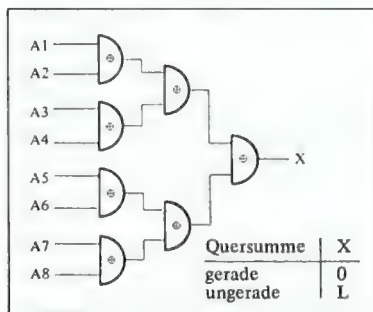 A1
A2
A3
A4
A5
A6
A7
A8
X
Quersumme X
gerade 0
ungerade L